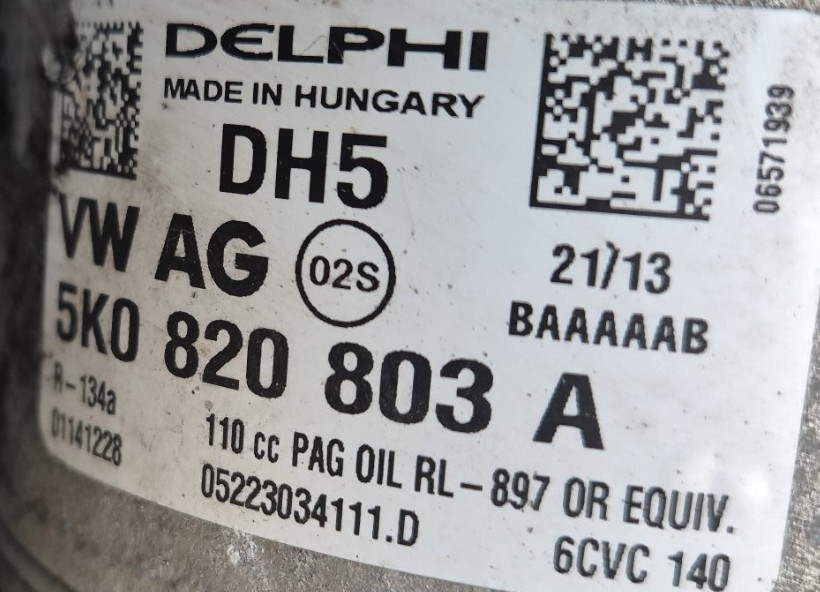 DELPHI
MADE IN HUNGARY
DH5
06571939
VW AG 02S
21/13
BAAAAAB
5K0 820 803 A
R-134a
01141228
110 cc PAG OIL RL-897 OR EQUIV.
05223034111.D
6CVC 140